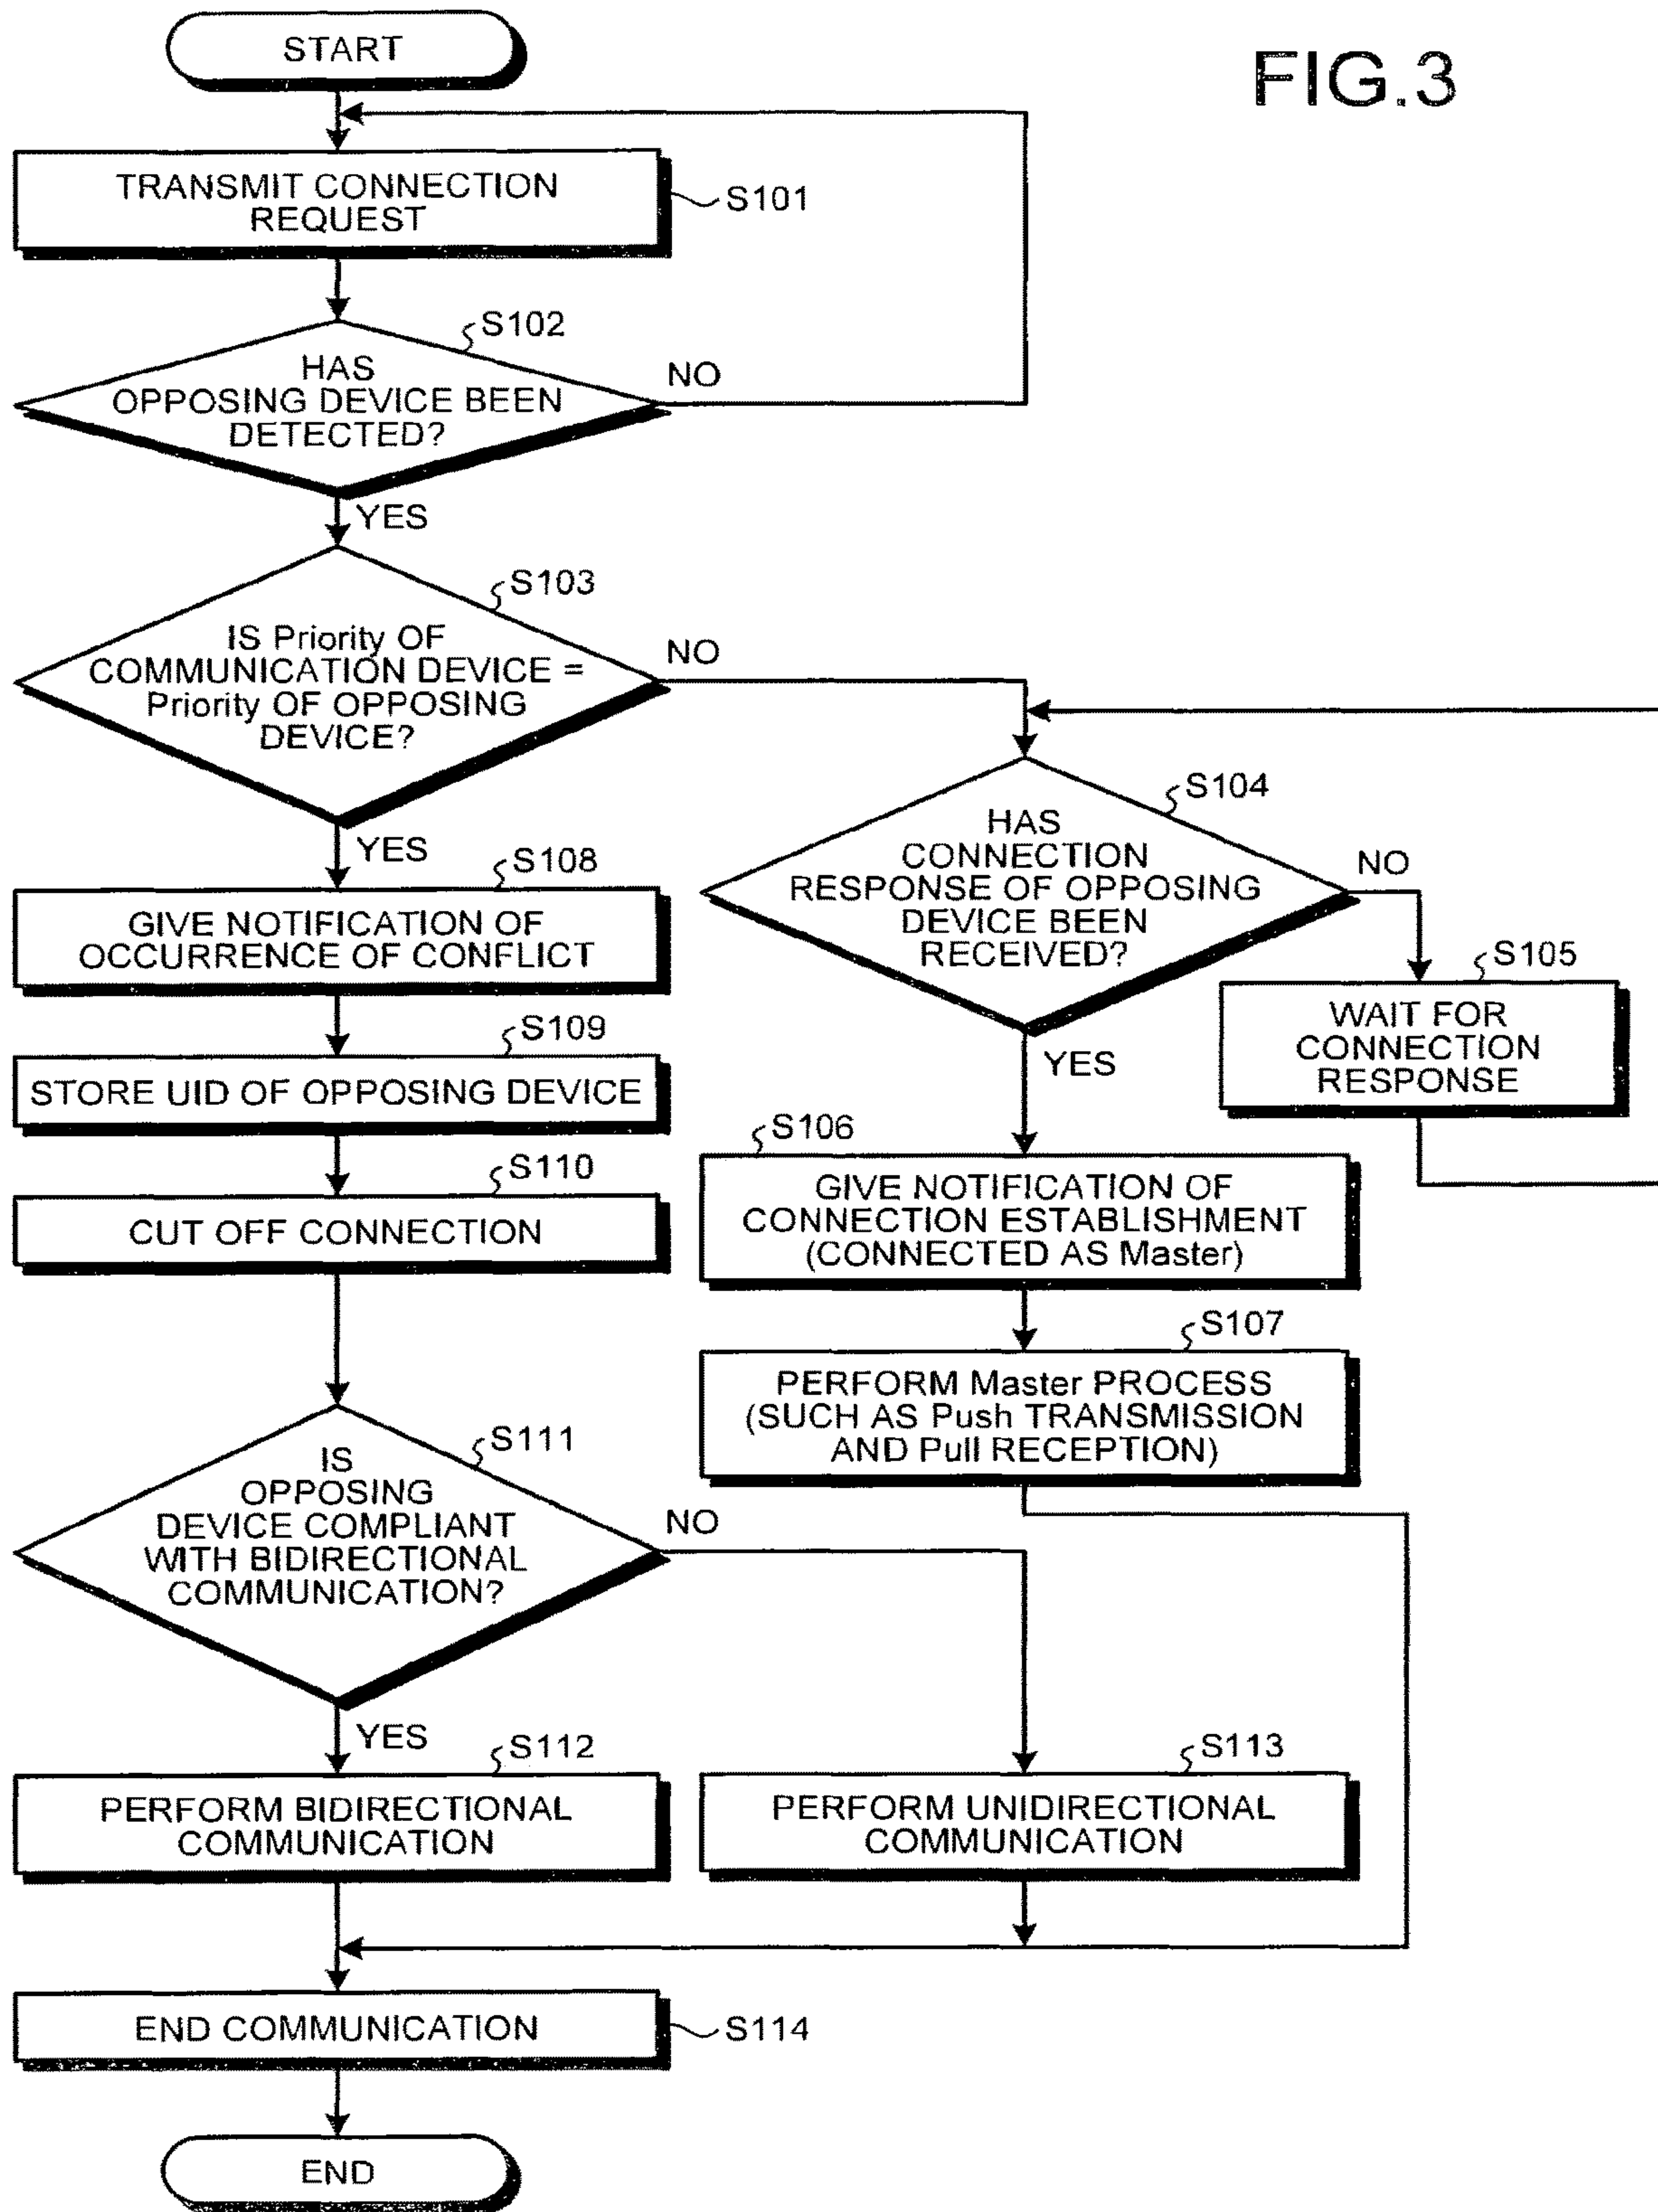 FIG.3
START
TRANSMIT CONNECTION
REQUEST
S101
S102
HAS
OPPOSING DEVICE BEEN
DETECTED?
NO
YES
S103
IS Priority OF
COMMUNICATION DEVICE =
Priority OF OPPOSING
DEVICE?
NO
YES
S104
HAS
CONNECTION
RESPONSE OF OPPOSING
DEVICE BEEN
RECEIVED?
NO
YES
S105
WAIT FOR
CONNECTION
RESPONSE
S106
GIVE NOTIFICATION OF
CONNECTION ESTABLISHMENT
(CONNECTED AS Master)
S107
PERFORM Master PROCESS
(SUCH AS Push TRANSMISSION
AND Pull RECEPTION)
S108
GIVE NOTIFICATION OF
OCCURRENCE OF CONFLICT
S109
STORE UID OF OPPOSING DEVICE
S110
CUT OFF CONNECTION
S111
IS
OPPOSING
DEVICE COMPLIANT
WITH BIDIRECTIONAL
COMMUNICATION?
NO
YES
S112
PERFORM BIDIRECTIONAL
COMMUNICATION
S113
PERFORM UNIDIRECTIONAL
COMMUNICATION
END COMMUNICATION
S114
END